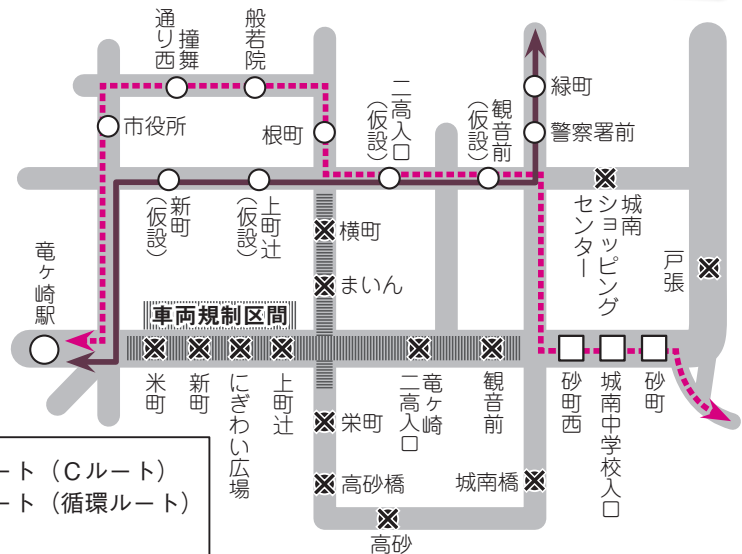 撞舞
通り西
般若院
市役所
根町
二高入口
(仮設)
観音前
(仮設)
緑町
警察署前
新町
(仮設)
上町辻
(仮設)
城南
ショッピング
センター
戸張
横町
まいん
竜ヶ崎駅
車両規制区間
米町
新町
にぎわい広場
上町辻
竜ヶ崎
二高入口
観音前
砂町西
城南中学校入口
砂町
栄町
高砂橋
城南橋
高砂
ート(Cルート)
ート(循環ルート)